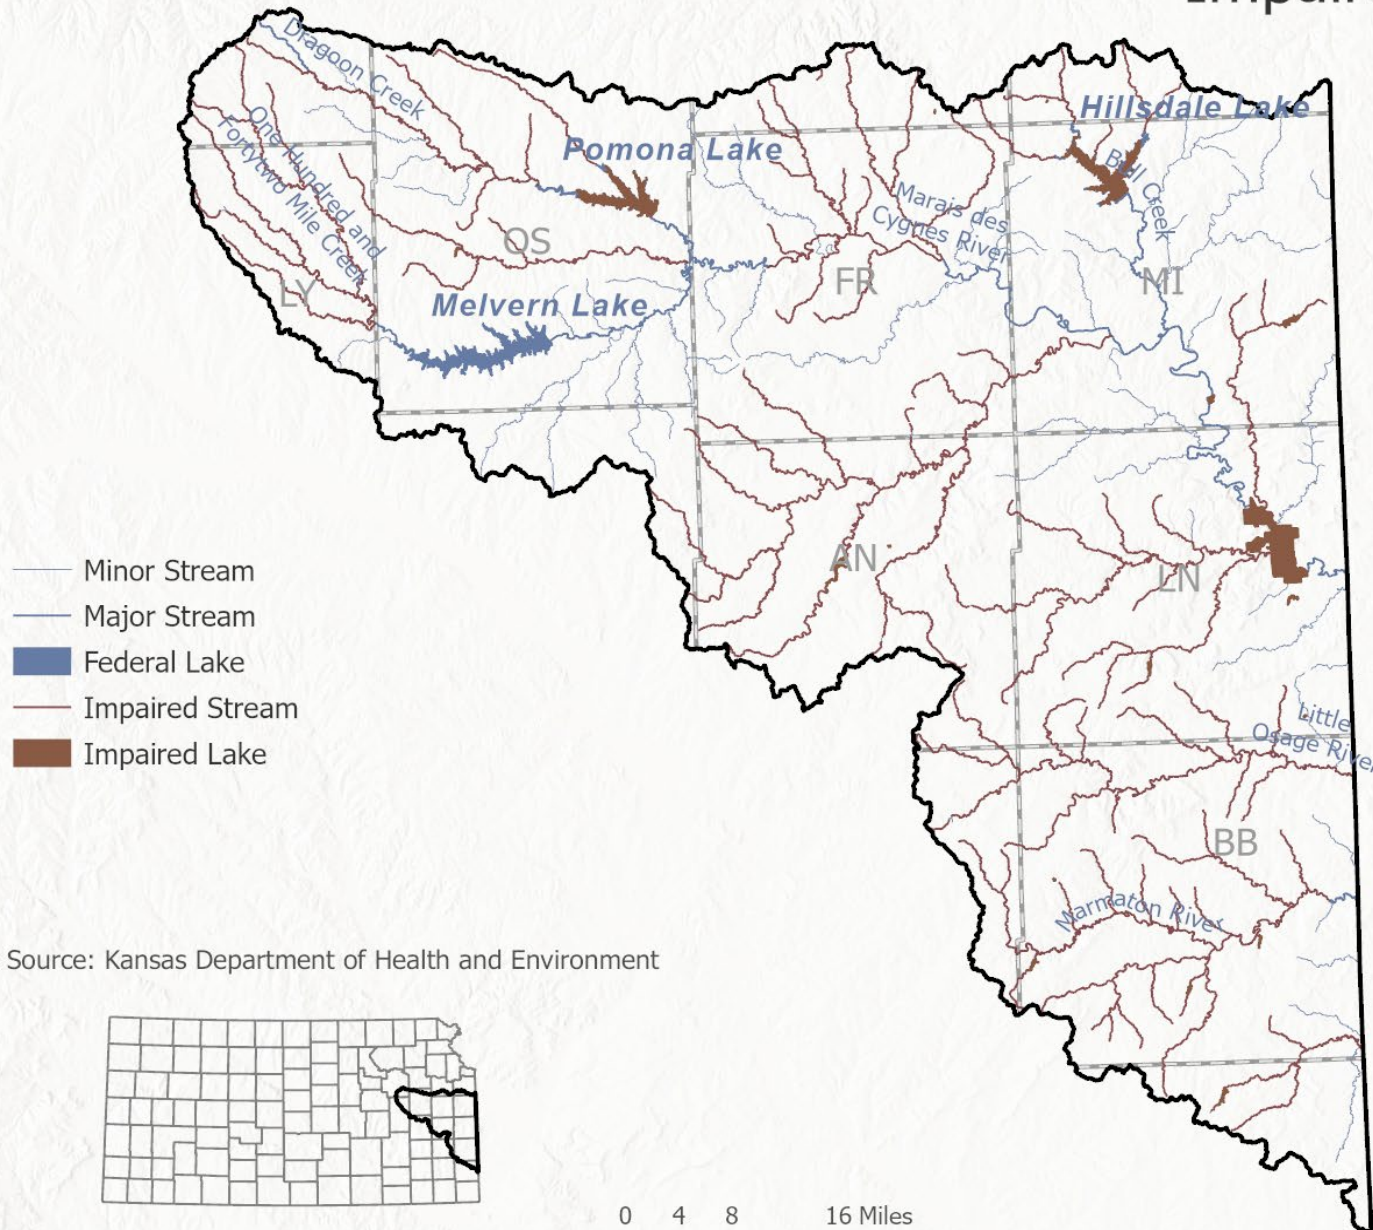 Dragoon Creek
Hillsdale Lake
One Hundred and
Fortytwo Mile Creek
Pomona Lake
Bull Creek
Marais des
Cygnes River
OS
FR
MI
LY
Melvern Lake
AN
LN
Minor Stream
Major Stream
Federal Lake
Impaired Stream
Impaired Lake
Little
Osage River
BB
Marmaton River
Source: Kansas Department of Health and Environment
0 4 8 16 Miles